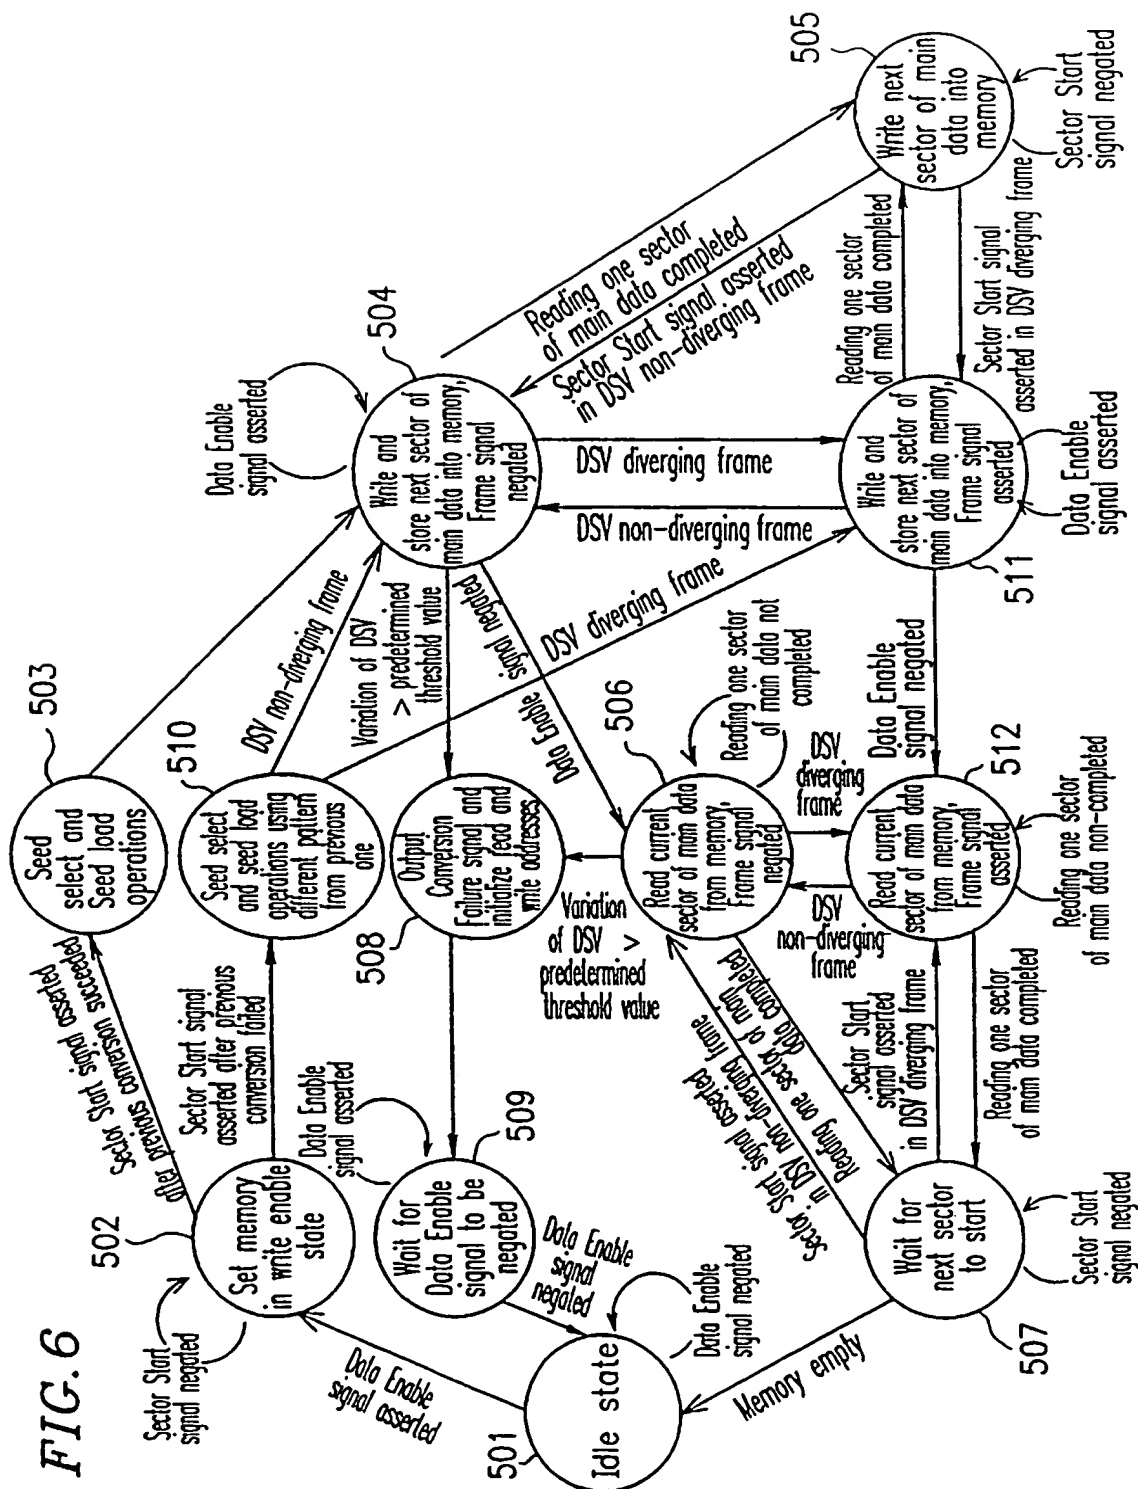 FIG. 6
501
Idle state
Data Enable
signal negated
Data Enable
signal asserted
502
Set memory
in write enable
state
Sector Start
signal negated
Sector Start signal asserted
after previous conversion succeeded
Sector Start signal
asserted after previous
conversion failed
503
Seed
select and
Seed load
operations
510
Seed select
and seed load
operations using
different pattern
from previous
one
DSV non-diverging frame
DSV diverging frame
504
Write and
store next sector of
main data into memory,
Frame signal
negated
Data Enable
signal asserted
Variation of DSV
> predetermined
threshold value
Data Enable signal negated
DSV diverging frame
DSV non-diverging frame
Reading one sector
of main data completed
Sector Start signal asserted
in DSV non-diverging frame
505
Write next
sector of main
data into
memory
Sector Start
signal negated
Reading one sector
of main data completed
Sector Start signal
asserted in DSV diverging frame
511
Write and
store next sector of
main data into memory,
Frame signal
asserted
Data Enable
signal asserted
Data Enable
signal negated
508
Output
Conversion
Failure signal and
initialize read and
write addresses
509
Wait for
Data Enable
signal to be
negated
Data Enable
signal asserted
Data Enable
signal
negated
506
Read current
sector of main data
from memory,
Frame signal
negated
Reading one sector
of main data not
completed
Variation
of DSV >
predetermined
threshold value
DSV
diverging
frame
DSV
non-diverging
frame
512
Read current
sector of main data
from memory,
Frame signal
asserted
Reading one sector
of main data non-completed
Sector Start signal asserted
in DSV non-diverging frame
Reading one sector of main
data completed
Sector Start
signal asserted
in DSV diverging frame
Reading one sector
of main data completed
507
Wait for
next sector
to start
Sector Start
signal negated
Memory empty